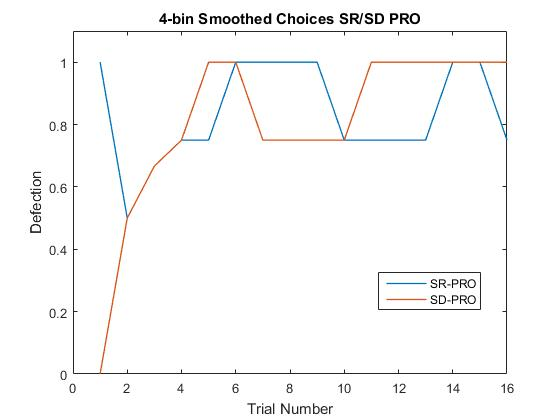 4-bin Smoothed Choices SR/SD PRO
1
0.8
0.6
0.4
0.2
0
Defection
SR-PRO
SD-PRO
0 2 4 6 8 10 12 14 16
Trial Number